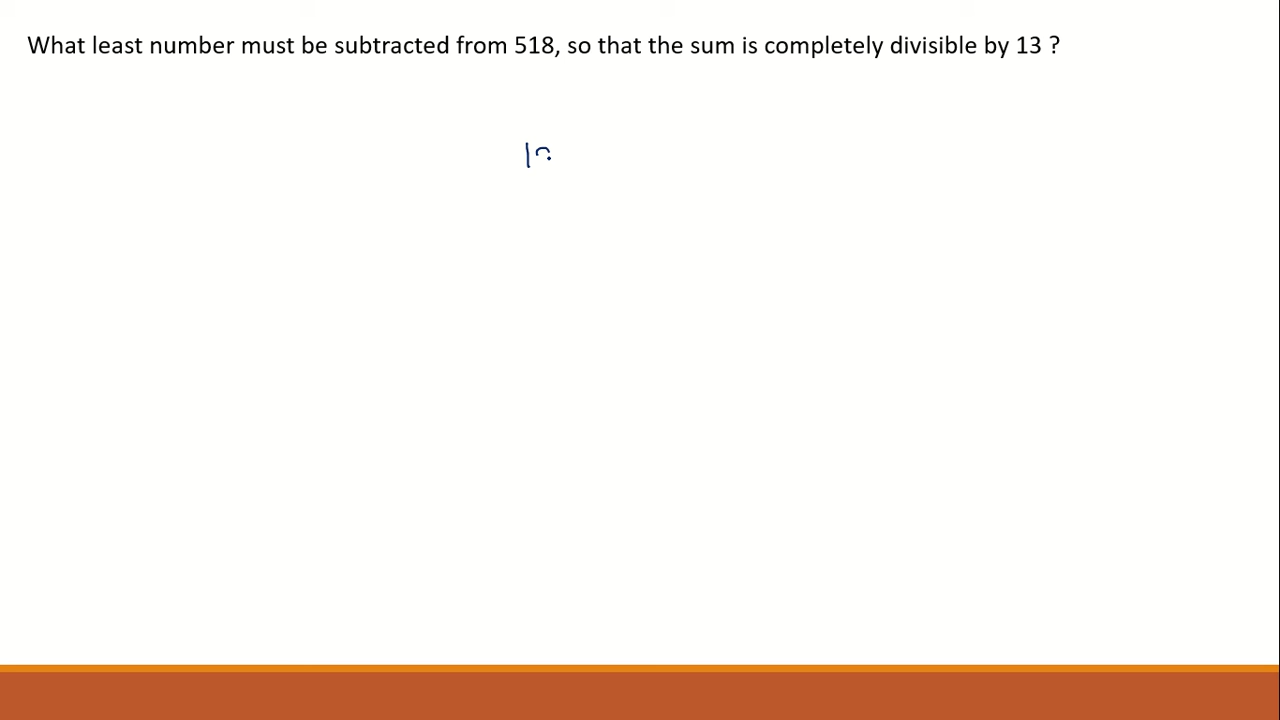 What least number must be subtracted from 518, so that the sum is completely divisible by 13 ?